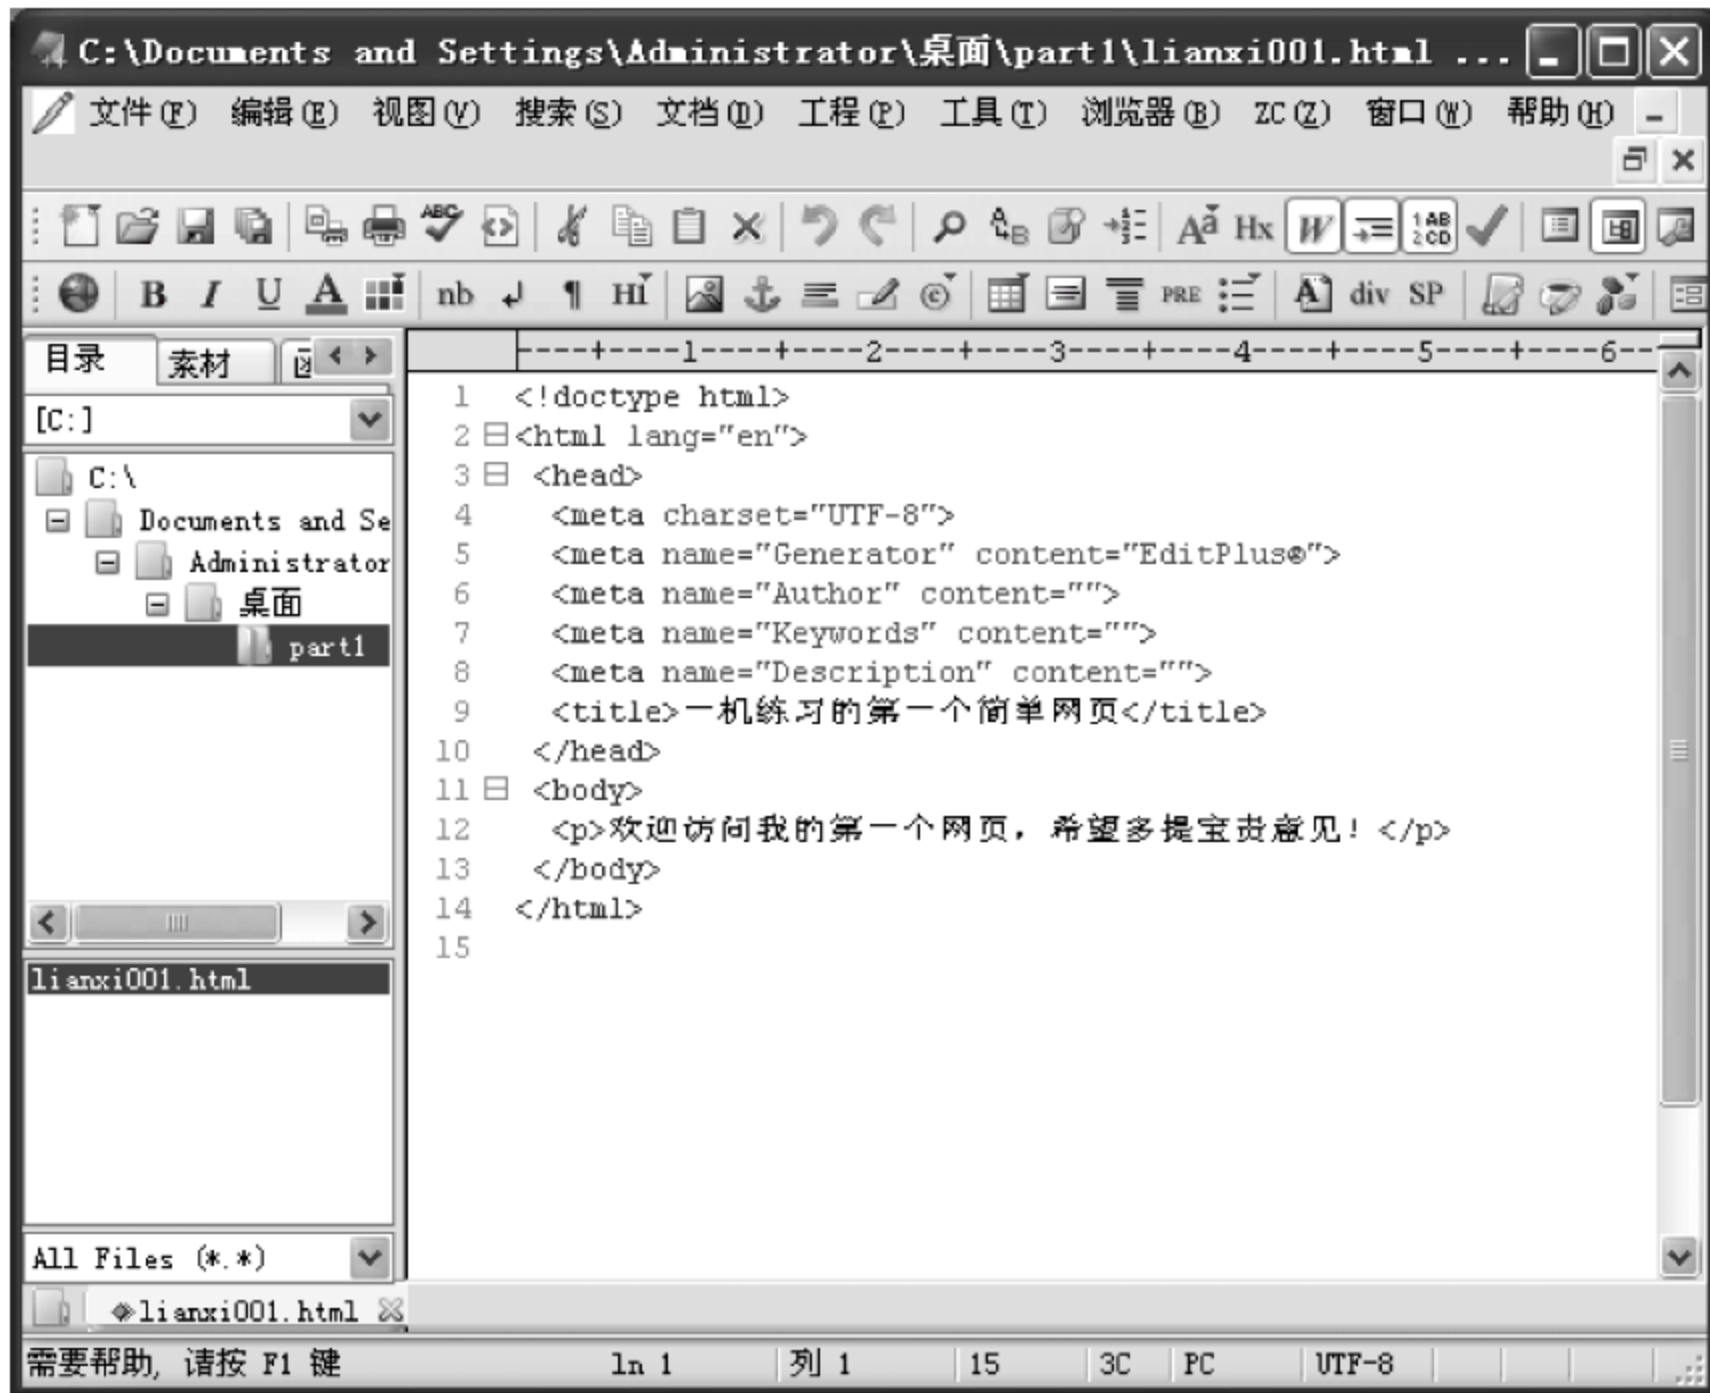 C:\Documents and Settings\Administrator\桌面\part1\lianxi001.html ...
文件(F) 编辑(E) 视图(V) 搜索(S) 文档(D) 工程(P) 工具(T) 浏览器(B) ZC(Z) 窗口(W) 帮助(H)
ABC A B Aä Hx W 1 AB 2 CD
B I U A nb ¶ HI © PRE A div SP
目录 素材
----+----1----+----2----+----3----+----4----+----5----+----6--
[C:]
C:\
Documents and Se
Administrator
桌面
part1
1 <!doctype html>
2 <html lang="en">
3 <head>
4 <meta charset="UTF-8">
5 <meta name="Generator" content="EditPlus®">
6 <meta name="Author" content="">
7 <meta name="Keywords" content="">
8 <meta name="Description" content="">
9 <title>一机练习的第一个简单网页</title>
10 </head>
11 <body>
12 <p>欢迎访问我的第一个网页，希望多提宝贵意见！</p>
13 </body>
14 </html>
15
lianxi001.html
All Files (*.*)
lianxi001.html
需要帮助, 请按 F1 键 ln 1 列 1 15 3C PC UTF-8